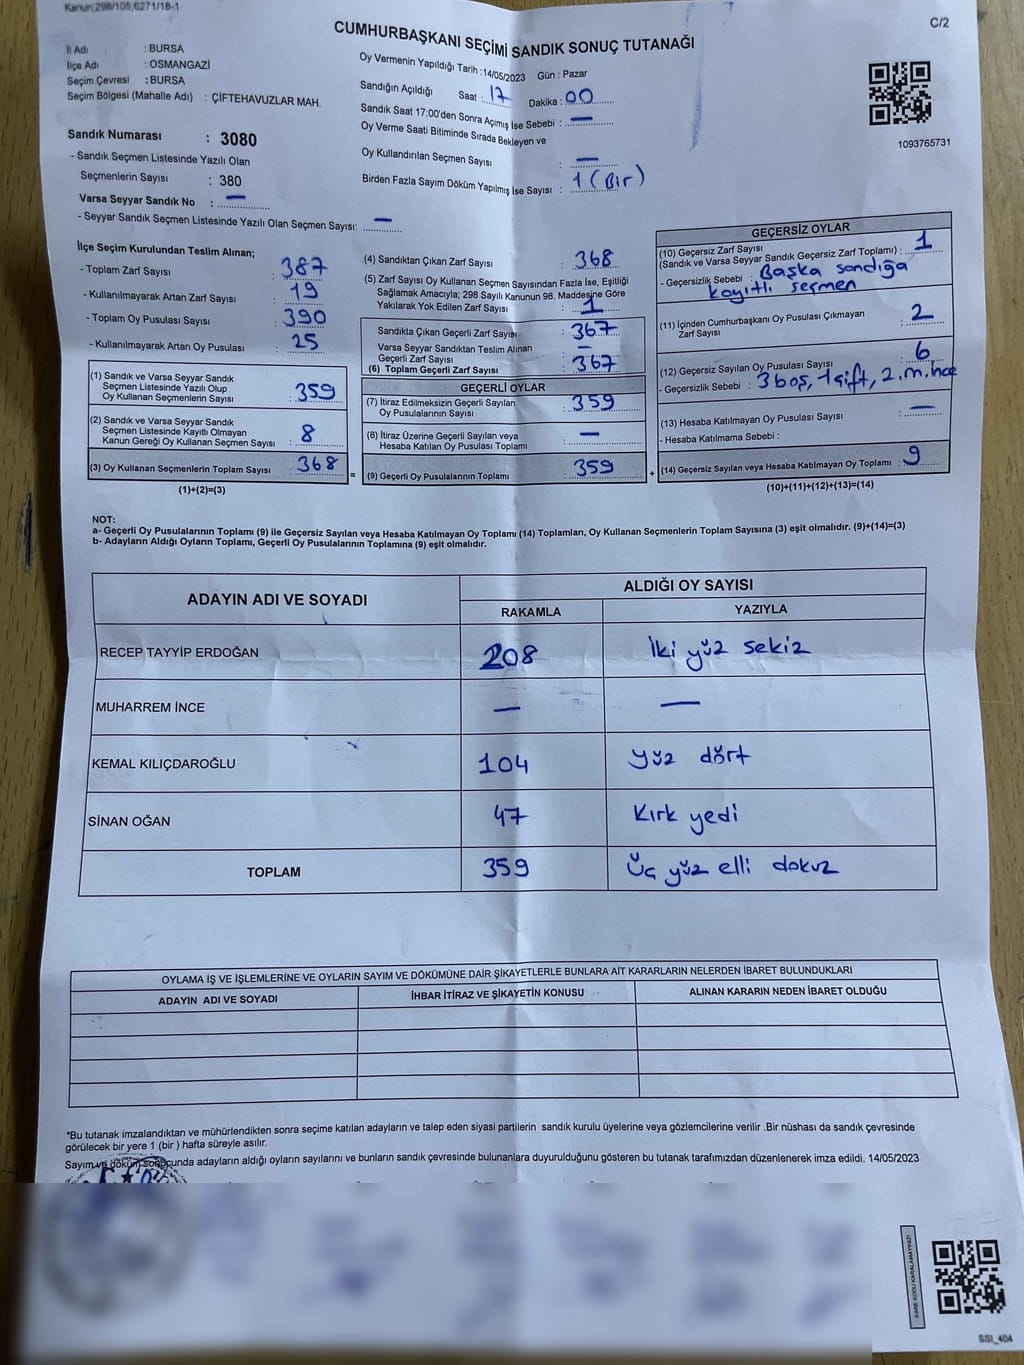 Kanun;298/105,6271/18-1
C/2
CUMHURBAŞKANI SEÇİMİ SANDIK SONUÇ TUTANAĞI
İl Adı : BURSA
İlçe Adı : OSMANGAZİ
Seçim Çevresi : BURSA
Seçim Bölgesi (Mahalle Adı) : ÇİFTEHAVUZLAR MAH.
Oy Vermenin Yapıldığı Tarih :14/05/2023 Gün : Pazar
Sandığın Açıldığı Saat : 17 Dakika : 00
Sandık Saat 17:00'den Sonra Açımış İse Sebebi : —
Oy Verme Saati Bitiminde Sırada Bekleyen ve
Oy Kullandırılan Seçmen Sayısı : —
Birden Fazla Sayım Döküm Yapılmış İse Sayısı : 1 (Bir)
1093765731
Sandık Numarası : 3080
- Sandık Seçmen Listesinde Yazılı Olan
Seçmenlerin Sayısı : 380
Varsa Seyyar Sandık No : —
- Seyyar Sandık Seçmen Listesinde Yazılı Olan Seçmen Sayısı: —
İlçe Seçim Kurulundan Teslim Alınan;
- Toplam Zarf Sayısı : 387
- Kullanılmayarak Artan Zarf Sayısı : 19
- Toplam Oy Pusulası Sayısı : 390
- Kullanılmayarak Artan Oy Pusulası : 25
(1) Sandık ve Varsa Seyyar Sandık
Seçmen Listesinde Yazılı Olup
Oy Kullanan Seçmenlerin Sayısı : 359
(2) Sandık ve Varsa Seyyar Sandık
Seçmen Listesinde Kayıtlı Olmayan
Kanun Gereği Oy Kullanan Seçmen Sayısı : 8
(3) Oy Kullanan Seçmenlerin Toplam Sayısı : 368
(1)+(2)=(3)
(4) Sandıktan Çıkan Zarf Sayısı : 368
(5) Zarf Sayısı Oy Kullanan Seçmen Sayısından Fazla İse, Eşitliği
Sağlamak Amacıyla; 298 Sayılı Kanunun 98. Maddesine Göre
Yakılarak Yok Edilen Zarf Sayısı : 1
Sandıkta Çıkan Geçerli Zarf Sayısı : 367
Varsa Seyyar Sandıktan Teslim Alınan
Geçerli Zarf Sayısı : —
(6) Toplam Geçerli Zarf Sayısı : 367
GEÇERLİ OYLAR
(7) İtiraz Edilmeksizin Geçerli Sayılan
Oy Pusulalarının Sayısı : 359
(8) İtiraz Üzerine Geçerli Sayılan veya
Hesaba Katılan Oy Pusulası Toplamı : —
= (9) Geçerli Oy Pusulalarının Toplamı : 359 +
GEÇERSİZ OYLAR
(10) Geçersiz Zarf Sayısı
(Sandık ve Varsa Seyyar Sandık Geçersiz Zarf Toplamı) : 1
- Geçersizlik Sebebi : Başka sandığa
kayıtlı seçmen
(11) İçinden Cumhurbaşkanı Oy Pusulası Çıkmayan
Zarf Sayısı : 2
(12) Geçersiz Sayılan Oy Pusulası Sayısı : 6
- Geçersizlik Sebebi : 3 boş, 1 çift, 2. m. ince
(13) Hesaba Katılmayan Oy Pusulası Sayısı : —
- Hesaba Katılmama Sebebi :
(14) Geçersiz Sayılan veya Hesaba Katılmayan Oy Toplamı : 9
(10)+(11)+(12)+(13)=(14)
NOT:
a- Geçerli Oy Pusulalarının Toplamı (9) ile Geçersiz Sayılan veya Hesaba Katılmayan Oy Toplamı (14) Toplamları, Oy Kullanan Seçmenlerin Toplam Sayısına (3) eşit olmalıdır. (9)+(14)=(3)
b- Adayların Aldığı Oyların Toplamı, Geçerli Oy Pusulalarının Toplamına (9) eşit olmalıdır.
ADAYIN ADI VE SOYADI
ALDIĞI OY SAYISI
RAKAMLA YAZIYLA
RECEP TAYYİP ERDOĞAN 208 İki yüz sekiz
MUHARREM İNCE — —
KEMAL KILIÇDAROĞLU 104 yüz dört
SİNAN OĞAN 47 kırk yedi
TOPLAM 359 Üç yüz elli dokuz
OYLAMA İŞ VE İŞLEMLERİNE VE OYLARIN SAYIM VE DÖKÜMÜNE DAİR ŞİKAYETLERLE BUNLARA AİT KARARLARIN NELERDEN İBARET BULUNDUKLARI
ADAYIN ADI VE SOYADI İHBAR İTİRAZ VE ŞİKAYETİN KONUSU ALINAN KARARIN NEDEN İBARET OLDUĞU
*Bu tutanak imzalandıktan ve mühürlendikten sonra seçime katılan adayların ve talep eden siyasi partilerin sandık kurulu üyelerine veya gözlemcilerine verilir .Bir nüshası da sandık çevresinde
görülecek bir yere 1 (bir ) hafta süreyle asılır.
Sayım ve döküm sonucunda adayların aldığı oyların sayılarını ve bunların sandık çevresinde bulunanlara duyurulduğunu gösteren bu tutanak tarafımızdan düzenlenerek imza edildi. 14/05/2023
KARE KODU KARALAMAYINIZ!
SSI_404